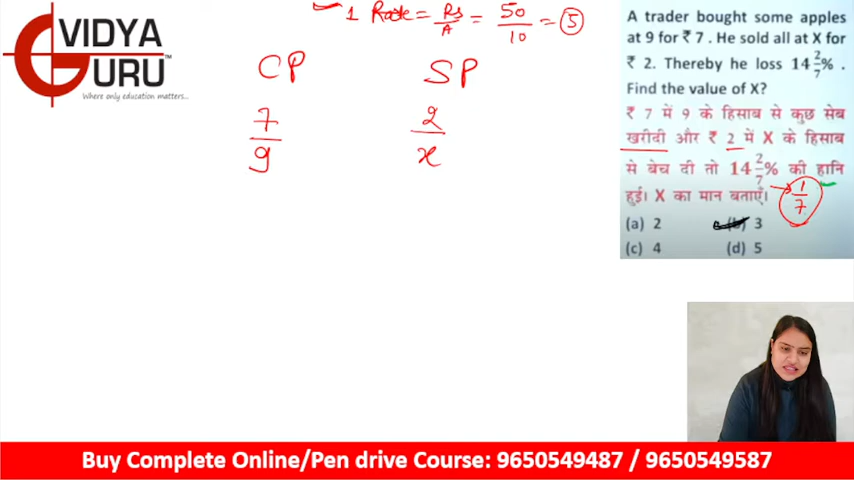 VIDYA
GURU
TM
Where only education matters...
1 Rate = Rs/A = 50/10 = 5
CP SP
7/9 2/x
A trader bought some apples
at 9 for ₹ 7 . He sold all at X for
₹ 2. Thereby he loss 14 2/7% .
Find the value of X?
₹ 7 में 9 के हिसाब से कुछ सेब
खरीदी और ₹ 2 में X के हिसाब
से बेच दी तो 14 2/7% की हानि
हुई। X का मान बताएँ।
1/7
(a) 2 (b) 3
(c) 4 (d) 5
Buy Complete Online/Pen drive Course: 9650549487 / 9650549587